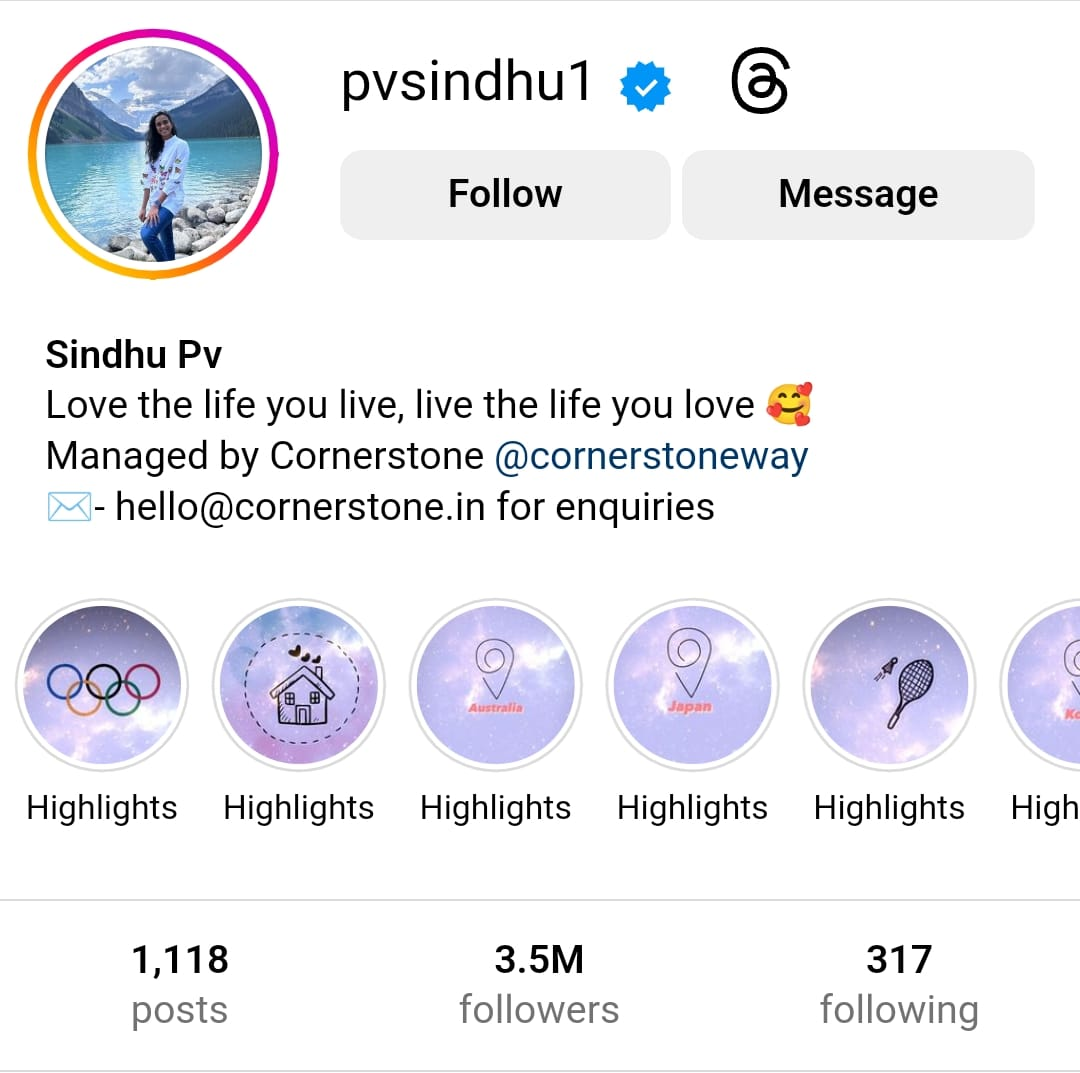 pvsindhu1
Follow
Message
Sindhu Pv
Love the life you live, live the life you love 🥰
Managed by Cornerstone @cornerstoneway
✉️- hello@cornerstone.in for enquiries
Australia
Japan
Highlights
Highlights
Highlights
Highlights
Highlights
1,118
posts
3.5M
followers
317
following